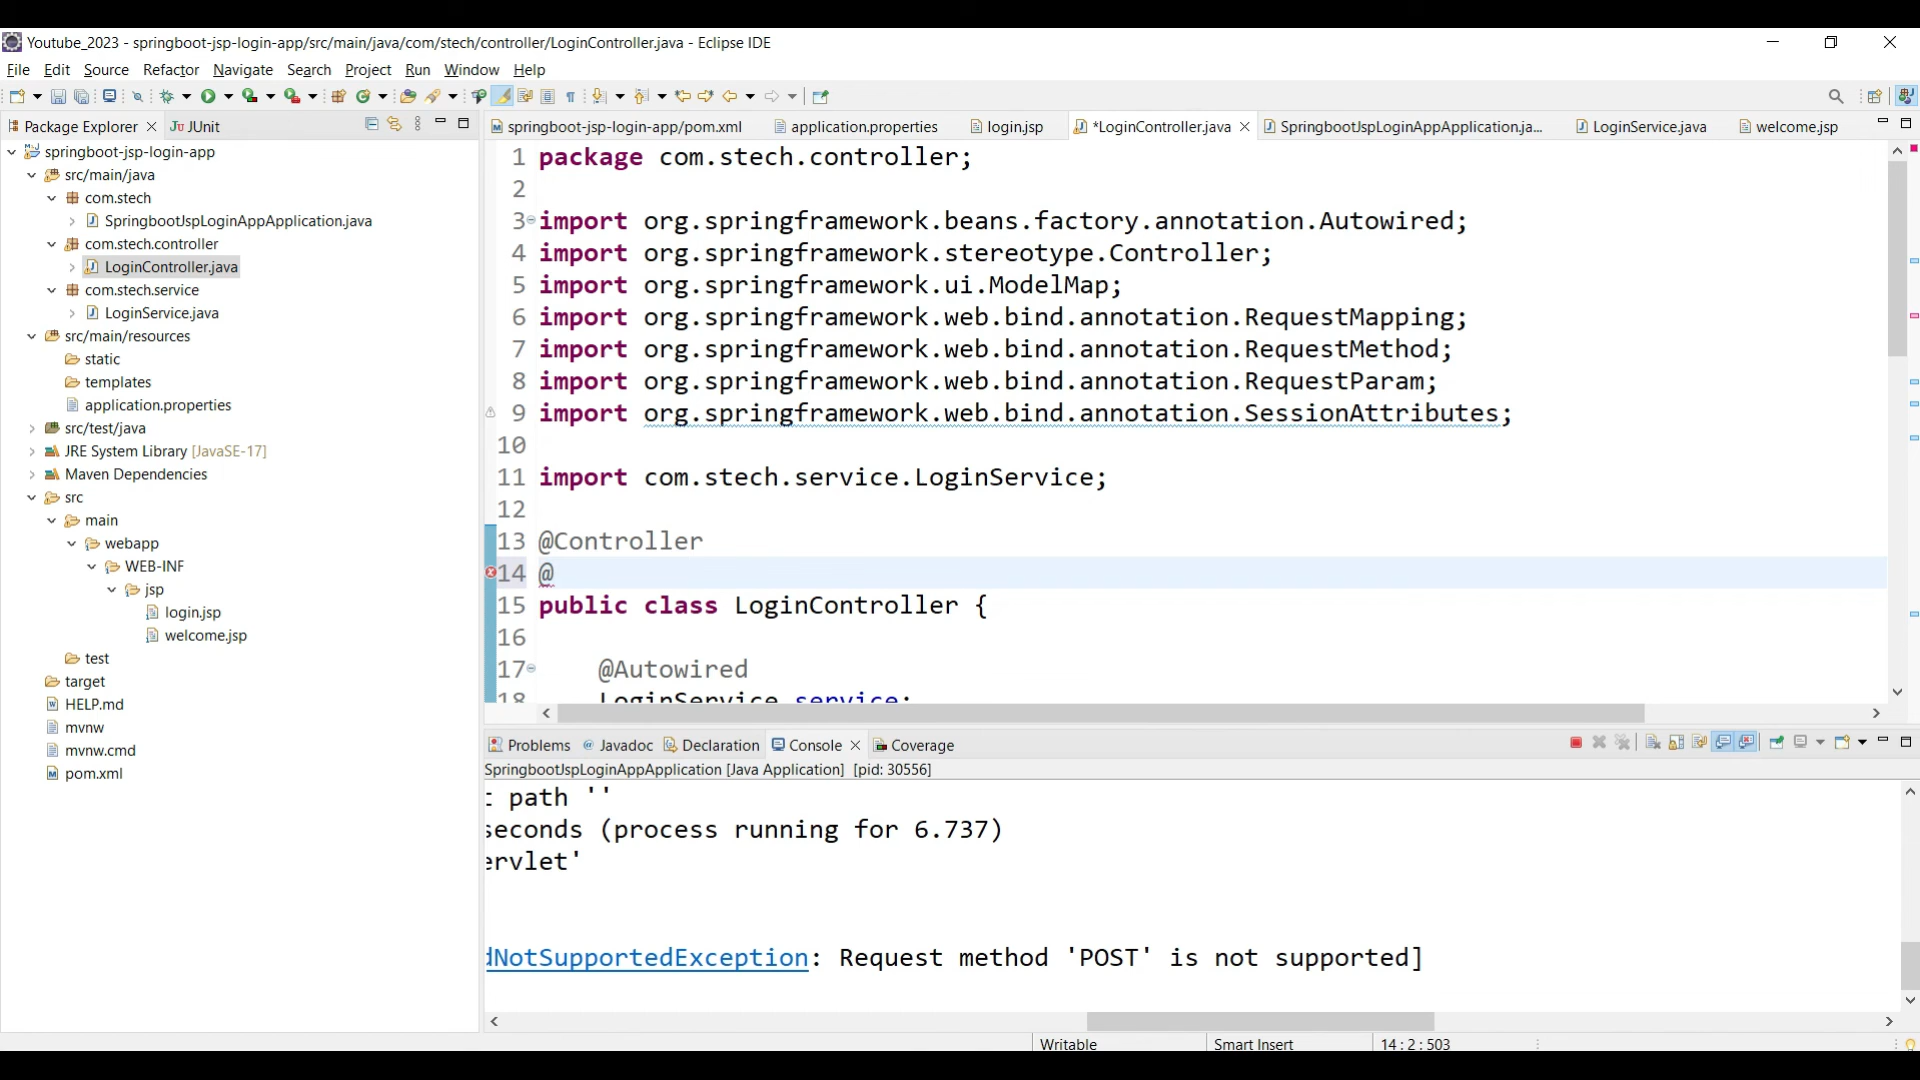 Youtube_2023 - springboot-jsp-login-app/src/main/java/com/stech/controller/LoginController.java - Eclipse IDE
File Edit Source Refactor Navigate Search Project Run Window Help
Package Explorer
JUnit
springboot-jsp-login-app
src/main/java
com.stech
SpringbootJspLoginAppApplication.java
com.stech.controller
LoginController.java
com.stech.service
LoginService.java
src/main/resources
static
templates
application.properties
src/test/java
JRE System Library [JavaSE-17]
Maven Dependencies
src
main
webapp
WEB-INF
jsp
login.jsp
welcome.jsp
test
target
HELP.md
mvnw
mvnw.cmd
pom.xml
springboot-jsp-login-app/pom.xml application.properties login.jsp *LoginController.java SpringbootJspLoginAppApplication.ja... LoginService.java welcome.jsp
1 package com.stech.controller;
2
3 import org.springframework.beans.factory.annotation.Autowired;
4 import org.springframework.stereotype.Controller;
5 import org.springframework.ui.ModelMap;
6 import org.springframework.web.bind.annotation.RequestMapping;
7 import org.springframework.web.bind.annotation.RequestMethod;
8 import org.springframework.web.bind.annotation.RequestParam;
9 import org.springframework.web.bind.annotation.SessionAttributes;
10
11 import com.stech.service.LoginService;
12
13 @Controller
14 @
15 public class LoginController {
16
17 @Autowired
18 LoginService service;
Problems Javadoc Declaration Console Coverage
SpringbootJspLoginAppApplication [Java Application] [pid: 30556]
t path ''
seconds (process running for 6.737)
ervlet'
dNotSupportedException: Request method 'POST' is not supported]
Writable Smart Insert 14 : 2 : 503